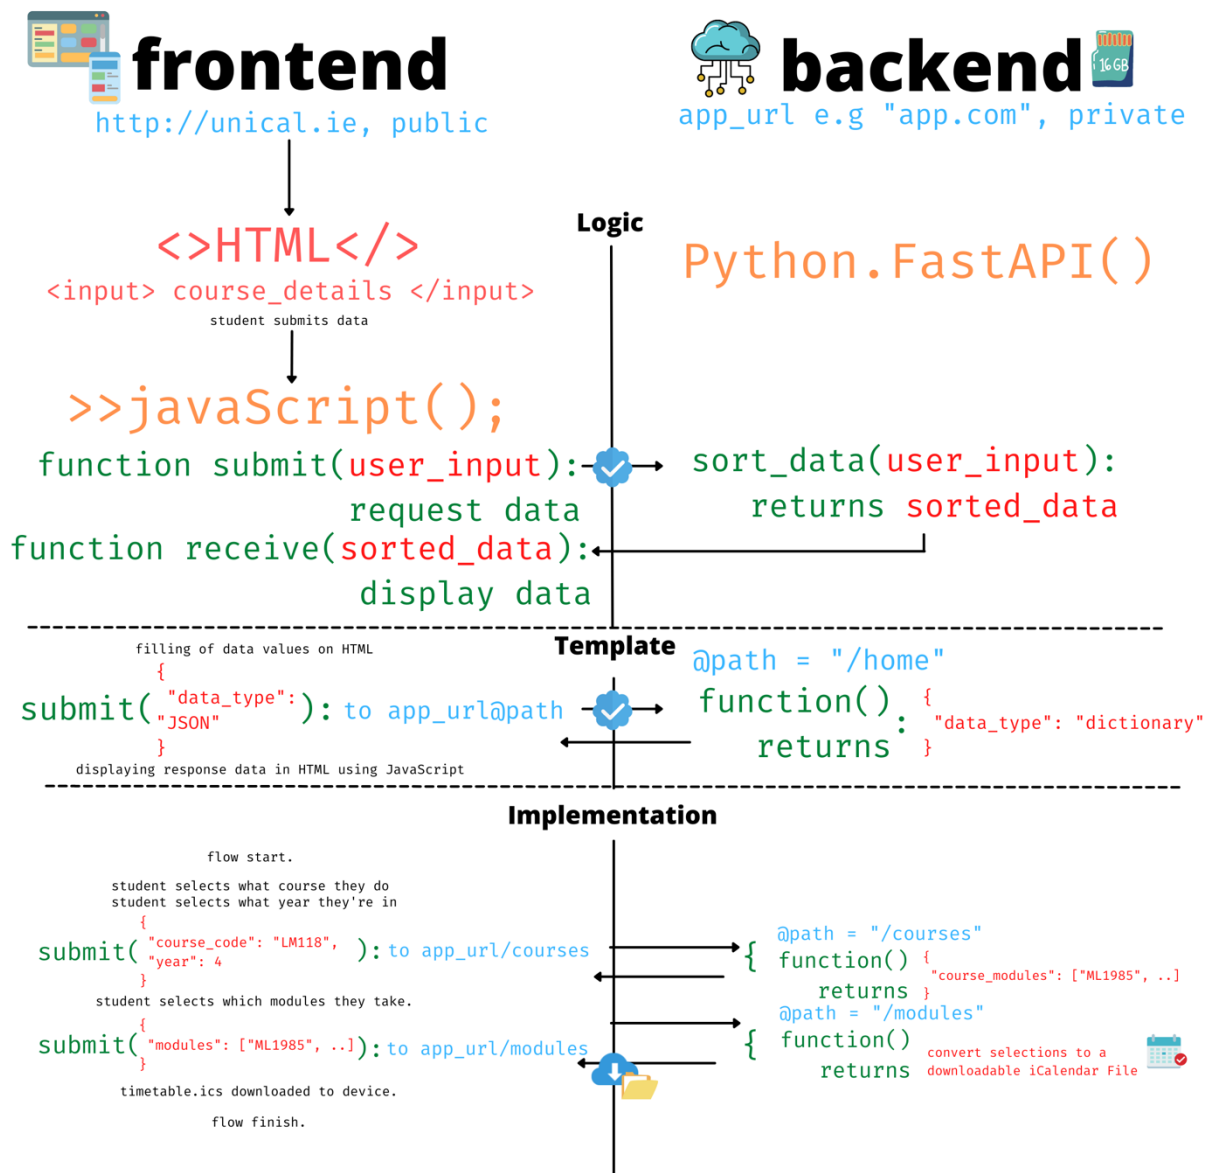 frontend
http://unical.ie, public
backend
16GB
app_url e.g "app.com", private
Logic
<>HTML</>
<input> course_details </input>
student submits data
Python.FastAPI()
>>javaScript();
function submit(user_input):
request data
function receive(sorted_data):
display data
sort_data(user_input):
returns sorted_data
Template
filling of data values on HTML
submit(
{
"data_type":
"JSON"
}
): to app_url@path
displaying response data in HTML using JavaScript
@path = "/home"
function()
returns
:
{
"data_type": "dictionary"
}
Implementation
flow start.
student selects what course they do
student selects what year they're in
submit(
{
"course_code": "LM118",
"year": 4
}
): to app_url/courses
{
@path = "/courses"
function()
returns
{
"course_modules": ["ML1985", ..]
}
student selects which modules they take.
submit(
{
"modules": ["ML1985", ..]
}
): to app_url/modules
{
@path = "/modules"
function()
returns
convert selections to a
downloadable iCalendar File
timetable.ics downloaded to device.
flow finish.